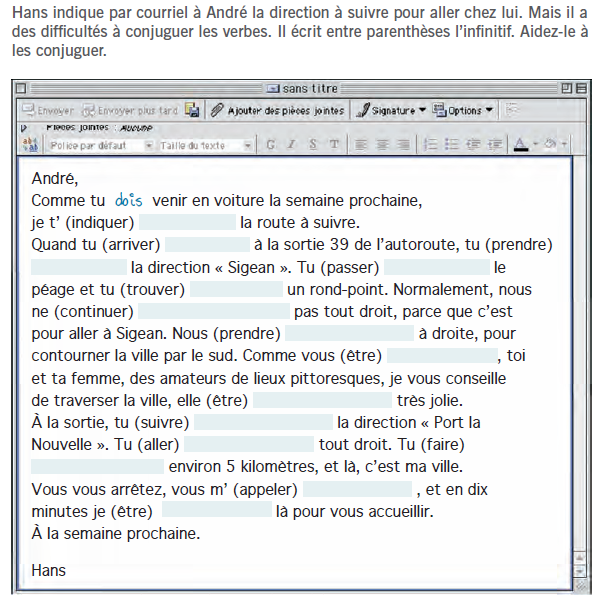 Hans indique par courriel à André la direction à suivre pour aller chez lui. Mais il a
des difficultés à conjuguer les verbes. Il écrit entre parenthèses l'infinitif. Aidez-le à
les conjuguer.
sans titre
Envoyer Envoyer plus tard Ajouter des pièces jointes Signature Options
Pièces jointes : Aucune
Police par défaut Taille du texte G I S T A
André,
Comme tu dois venir en voiture la semaine prochaine,
je t' (indiquer) la route à suivre.
Quand tu (arriver) à la sortie 39 de l'autoroute, tu (prendre)
la direction « Sigean ». Tu (passer) le
péage et tu (trouver) un rond-point. Normalement, nous
ne (continuer) pas tout droit, parce que c'est
pour aller à Sigean. Nous (prendre) à droite, pour
contourner la ville par le sud. Comme vous (être) , toi
et ta femme, des amateurs de lieux pittoresques, je vous conseille
de traverser la ville, elle (être) très jolie.
À la sortie, tu (suivre) la direction « Port la
Nouvelle ». Tu (aller) tout droit. Tu (faire)
environ 5 kilomètres, et là, c'est ma ville.
Vous vous arrêtez, vous m' (appeler) , et en dix
minutes je (être) là pour vous accueillir.
À la semaine prochaine.
Hans